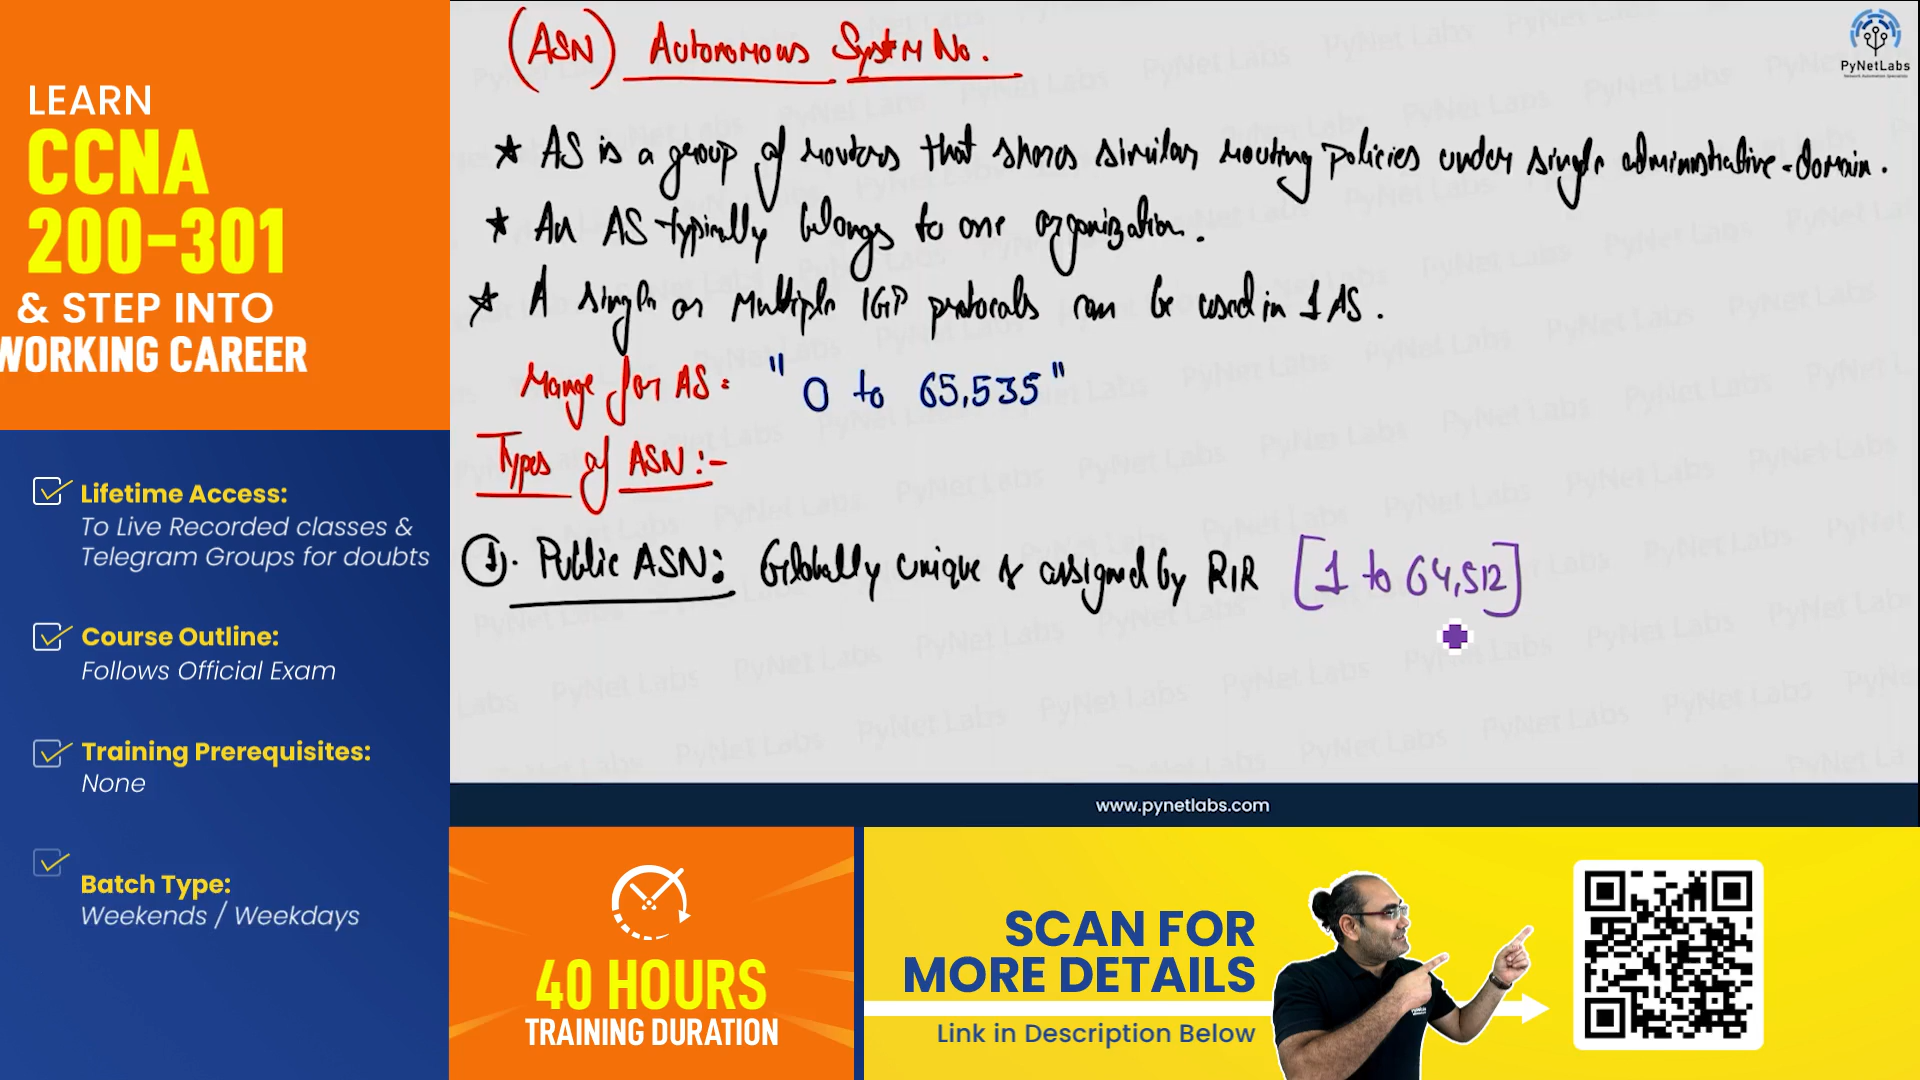 LEARN
CCNA
200-301
& STEP INTO
WORKING CAREER
Lifetime Access:
To Live Recorded classes &
Telegram Groups for doubts
Course Outline:
Follows Official Exam
Training Prerequisites:
None
Batch Type:
Weekends / Weekdays
(ASN) Autonomous System No.
PyNetLabs
★ AS is a group of routers that shares similar routing policies under single administrative-domain.
★ An AS typically belongs to one organization.
★ A single or Multiple IGP protocols can be used in 1 AS.
Range for AS: "0 to 65,535"
Types of ASN:-
①. Public ASN: Globally unique & assigned by RIR [1 to 64,512]
www.pynetlabs.com
40 HOURS
TRAINING DURATION
SCAN FOR
MORE DETAILS
Link in Description Below